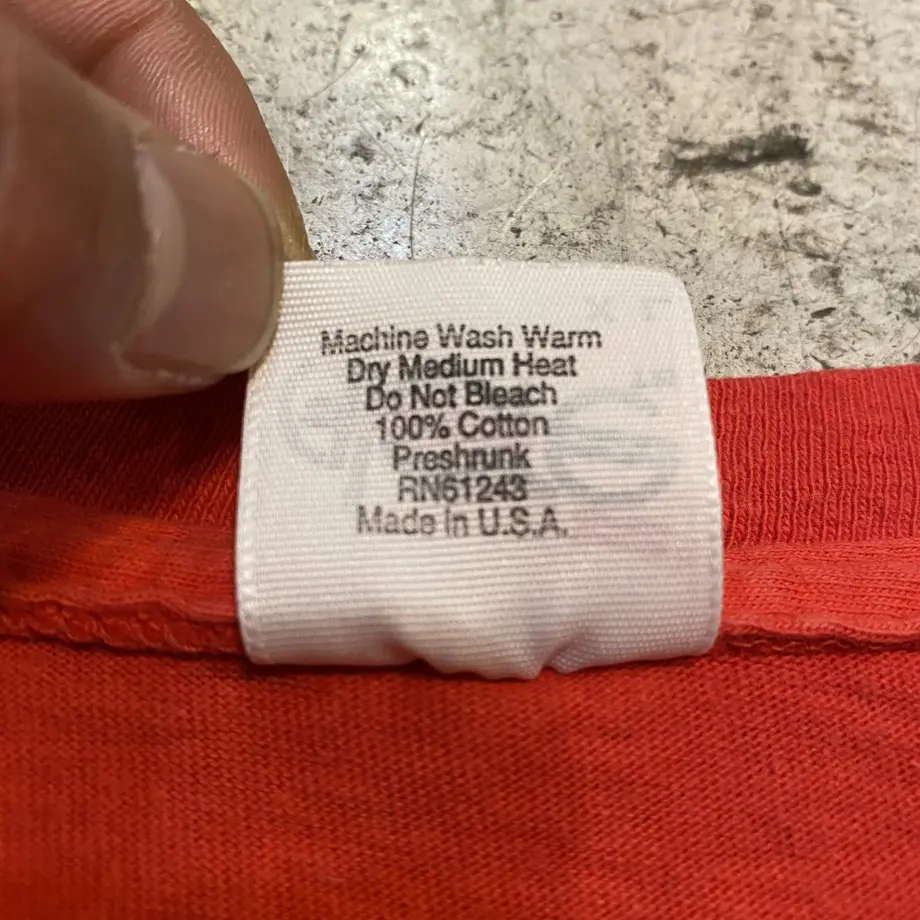 Machine Wash Warm
Dry Medium Heat
Do Not Bleach
100% Cotton
Preshrunk
RN61243
Made in U.S.A.